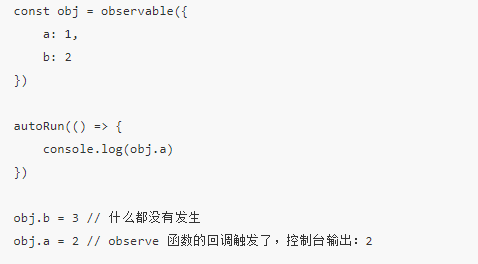 const obj = observable({
    a: 1,
    b: 2
})
autoRun(() => {
    console.log(obj.a)
})
obj.b = 3 // 什么都没有发生
obj.a = 2 // observe 函数的回调触发了，控制台输出：2